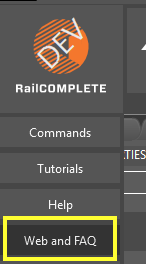 DEV
RailCOMPLETE
Commands
Tutorials
TIES
Help
Web and FAQ